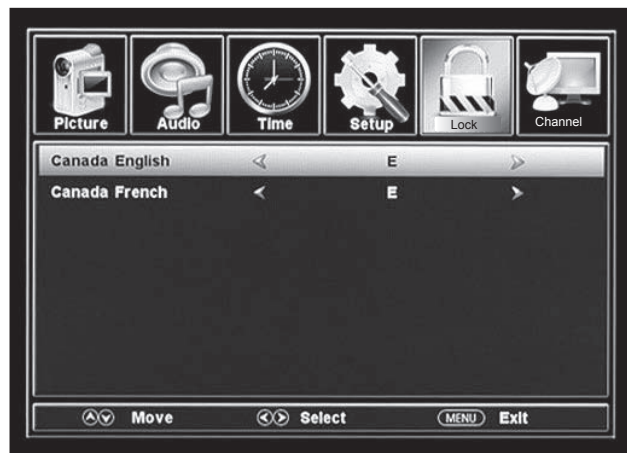 Picture Audio Time Setup Lock Channel
Canada English E
Canada French E
Move Select MENU Exit